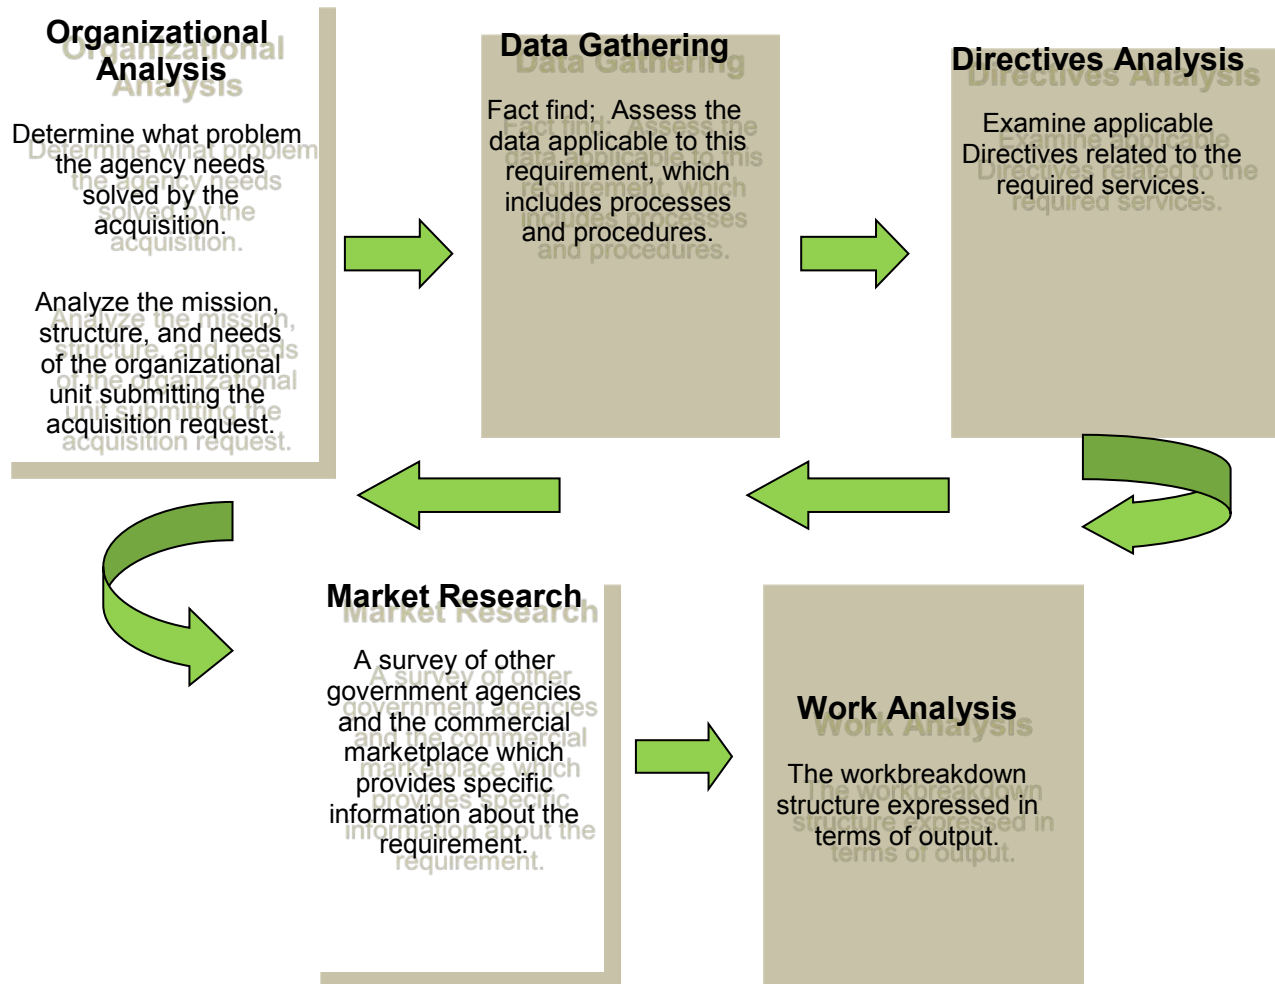 Organizational
Analysis
Determine what problem
the agency needs
solved by the
acquisition.
Analyze the mission,
structure, and needs
of the organizational
unit submitting the
acquisition request.
Data Gathering
Fact find;  Assess the
data applicable to this
requirement, which
includes processes
and procedures.
Directives Analysis
Examine applicable
Directives related to the
required services.
Market Research
A survey of other
government agencies
and the commercial
marketplace which
provides specific
information about the
requirement.
Work Analysis
The workbreakdown
structure expressed in
terms of output.